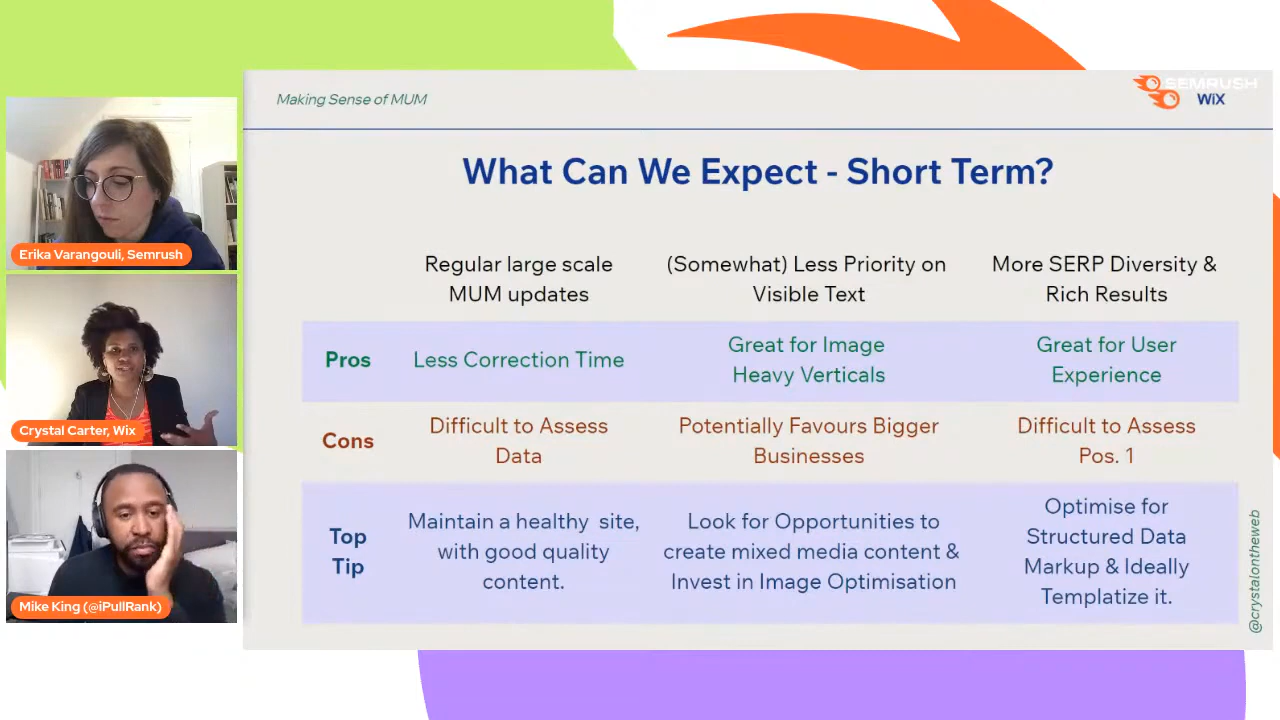 Making Sense of MUM
SEMRUSH
WiX
What Can We Expect - Short Term?
Regular large scale
MUM updates
(Somewhat) Less Priority on
Visible Text
More SERP Diversity &
Rich Results
Pros
Less Correction Time
Great for Image
Heavy Verticals
Great for User
Experience
Cons
Difficult to Assess
Data
Potentially Favours Bigger
Businesses
Difficult to Assess
Pos. 1
Top
Tip
Maintain a healthy site,
with good quality
content.
Look for Opportunities to
create mixed media content &
Invest in Image Optimisation
Optimise for
Structured Data
Markup & Ideally
Templatize it.
@crystalontheweb
Erika Varangouli, Semrush
Crystal Carter, Wix
Mike King (@iPullRank)